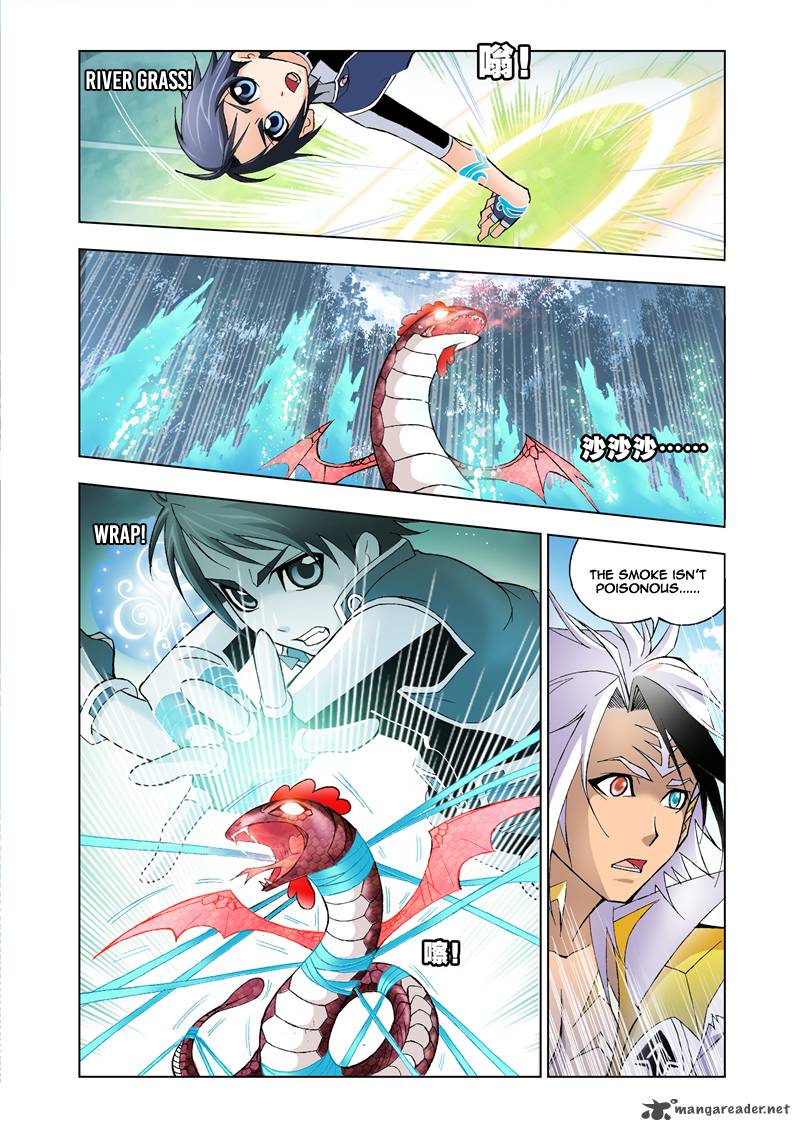 RIVER GRASS!
嗡!
沙沙沙……
WRAP!
THE SMOKE ISN'T
POISONOUS......
嚓!
mangareader.net